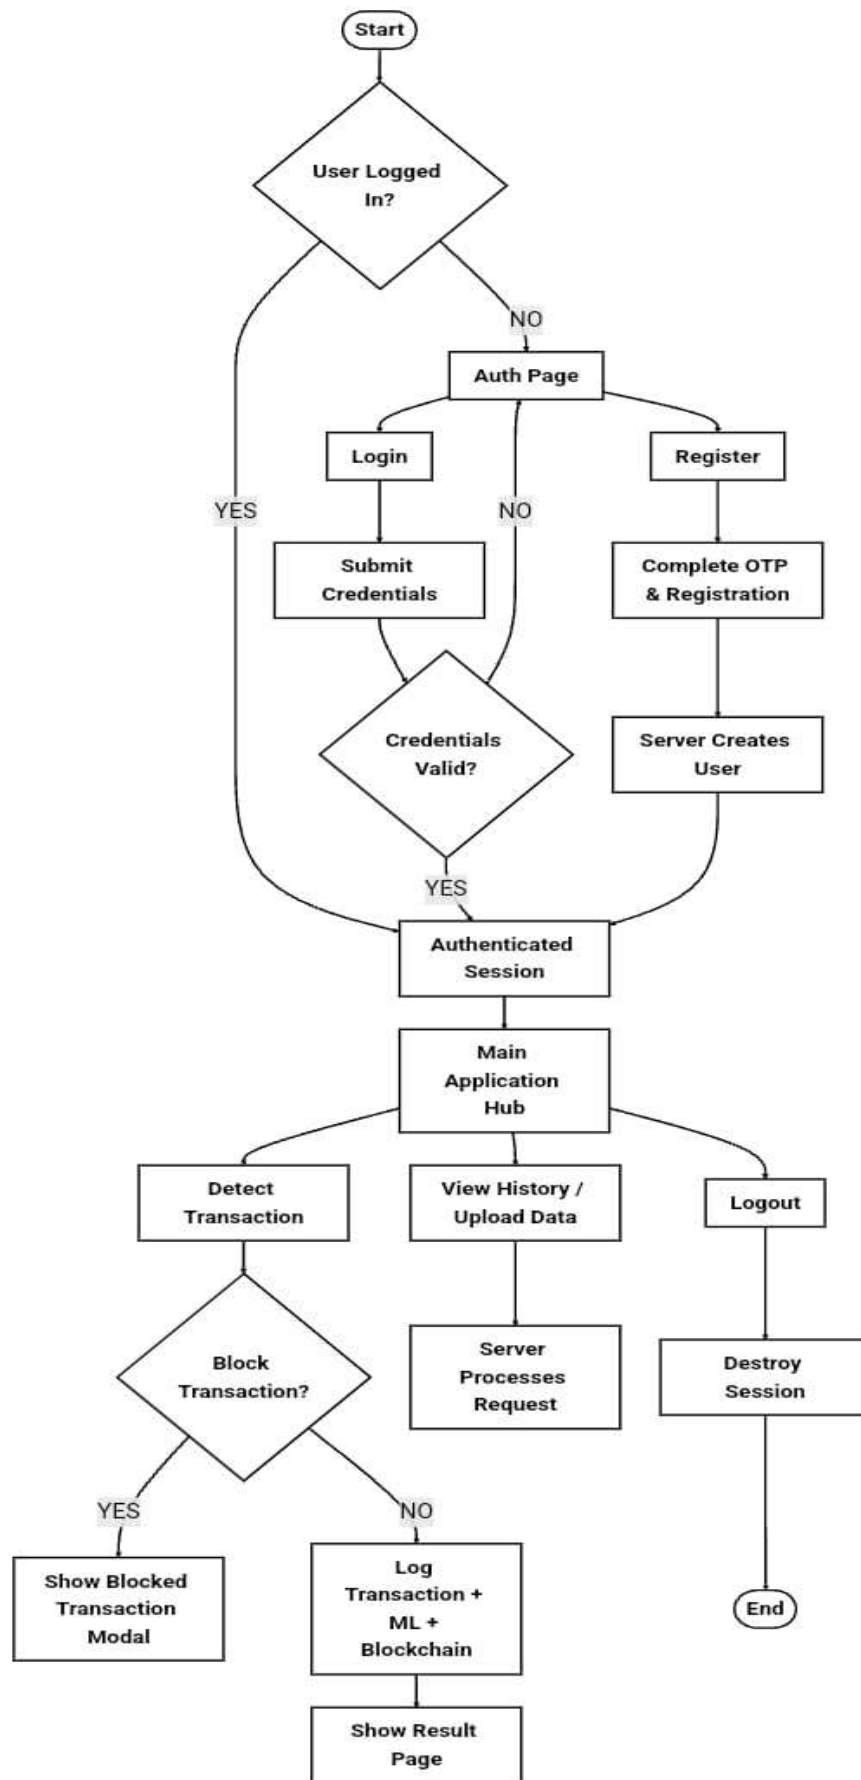 Start
User Logged
In?
NO
Auth Page
Login
Register
YES
NO
Submit
Credentials
Complete OTP
& Registration
Credentials
Valid?
Server Creates
User
YES
Authenticated
Session
Main
Application
Hub
Detect
Transaction
View History /
Upload Data
Logout
Block
Transaction?
Server
Processes
Request
Destroy
Session
YES
NO
Show Blocked
Transaction
Modal
Log
Transaction +
ML +
Blockchain
End
Show Result
Page